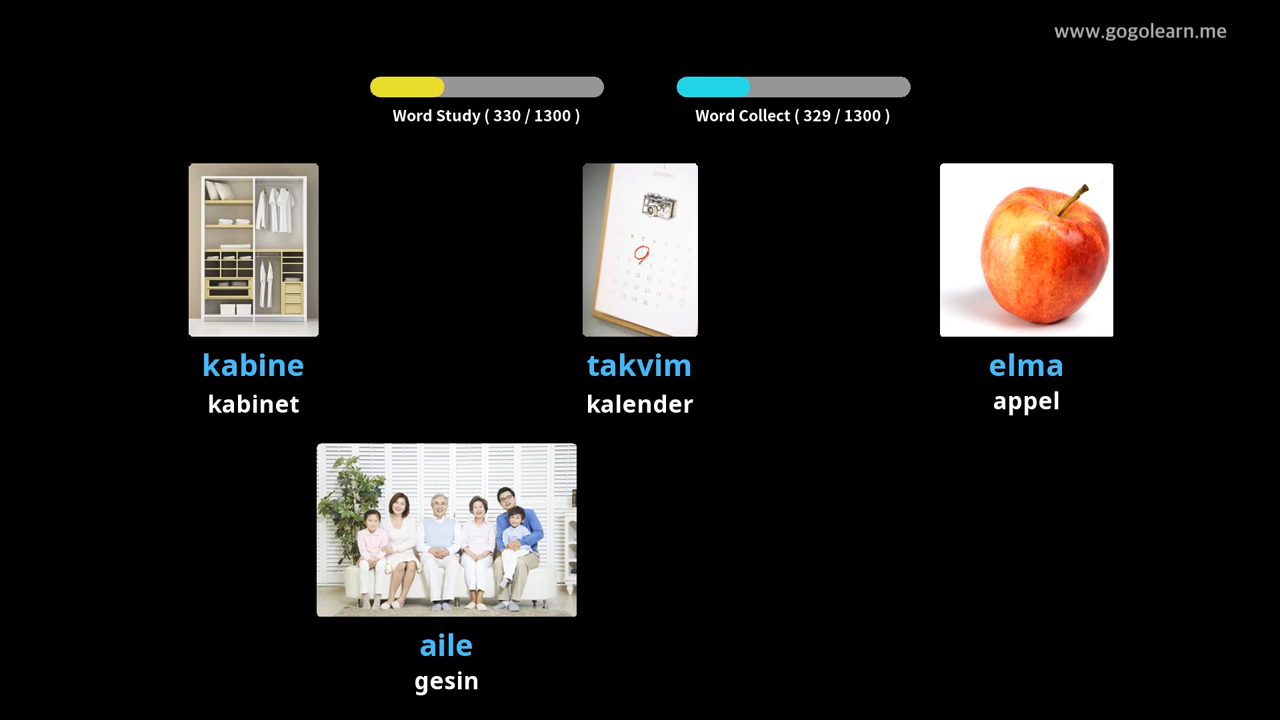 www.gogolearn.me
Word Study ( 330 / 1300 )
Word Collect ( 329 / 1300 )
kabine
kabinet
takvim
kalender
elma
appel
9
aile
gesin